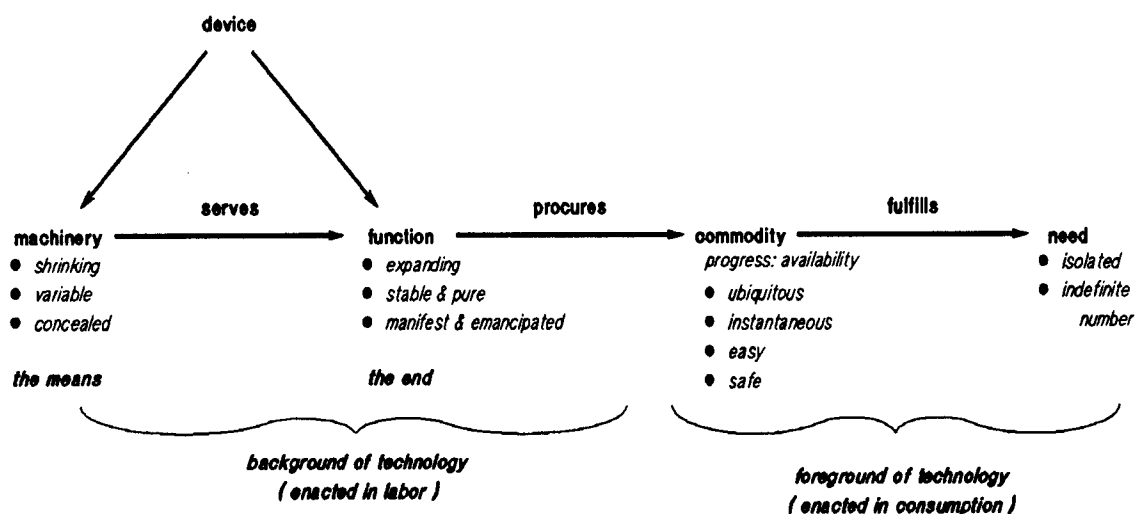 device
serves
procures
fulfills
machinery
function
commodity
need
• shrinking
• variable
• concealed
the means
• expanding
• stable & pure
• manifest & emancipated
the end
progress: availability
• ubiquitous
• instantaneous
• easy
• safe
• isolated
• indefinite
number
background of technology
( enacted in labor )
foreground of technology
( enacted in consumption )